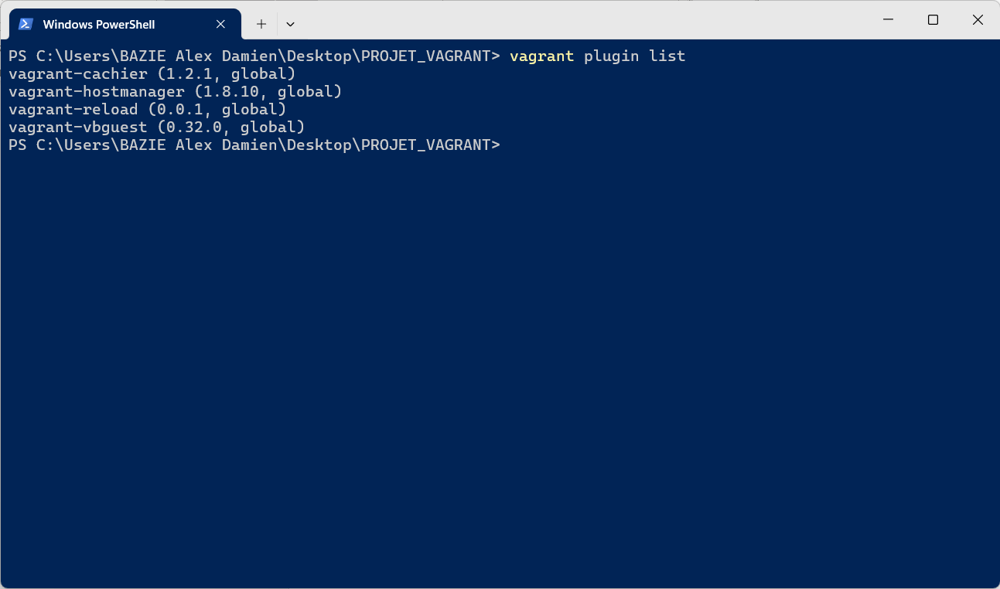 Windows PowerShell
PS C:\Users\BAZIE Alex Damien\Desktop\PROJET_VAGRANT> vagrant plugin list
vagrant-cachier (1.2.1, global)
vagrant-hostmanager (1.8.10, global)
vagrant-reload (0.0.1, global)
vagrant-vbguest (0.32.0, global)
PS C:\Users\BAZIE Alex Damien\Desktop\PROJET_VAGRANT>